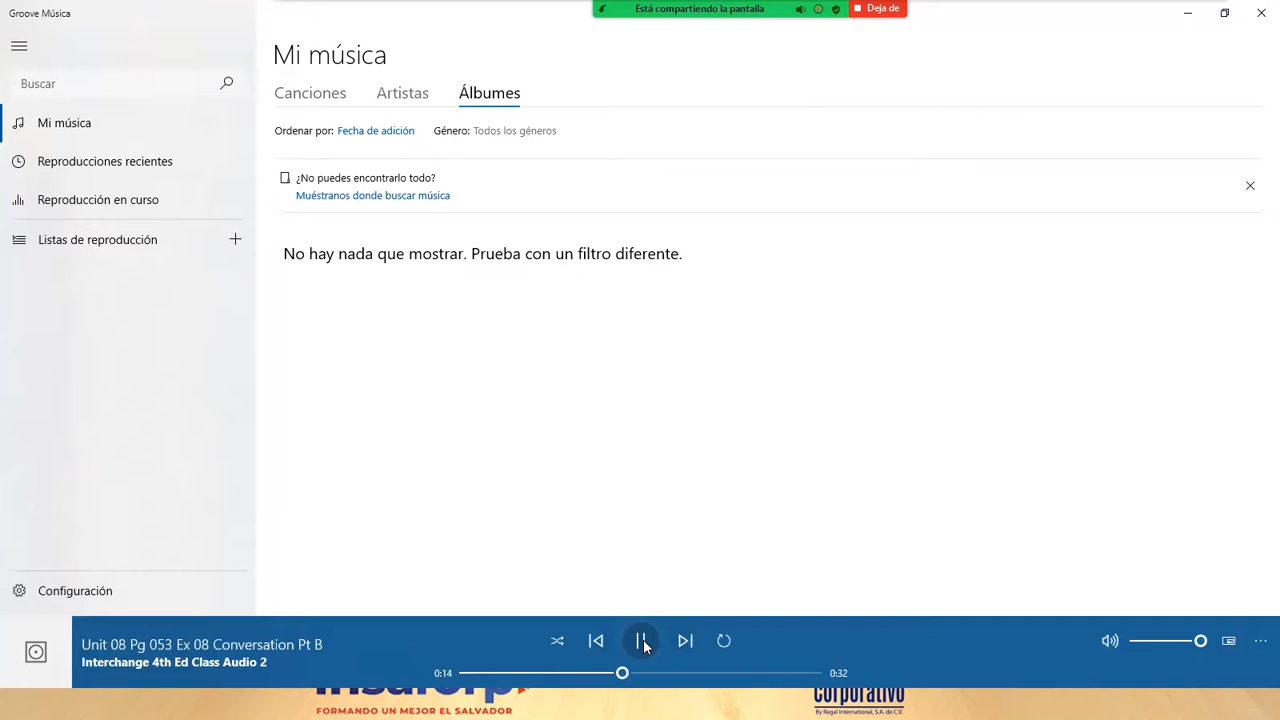 Groove Música
Está compartiendo la pantalla
Deja de
Buscar
Mi música
Reproducciones recientes
Reproducción en curso
Listas de reproducción
Configuración
Mi música
Canciones Artistas Álbumes
Ordenar por: Fecha de adición Género: Todos los géneros
¿No puedes encontrarlo todo?
Muéstranos donde buscar música
No hay nada que mostrar. Prueba con un filtro diferente.
Unit 08 Pg 053 Ex 08 Conversation Pt B
Interchange 4th Ed Class Audio 2
0:14 0:32
FORMANDO UN MEJOR EL SALVADOR
corporativo
By Regal International, S.A. de C.V.